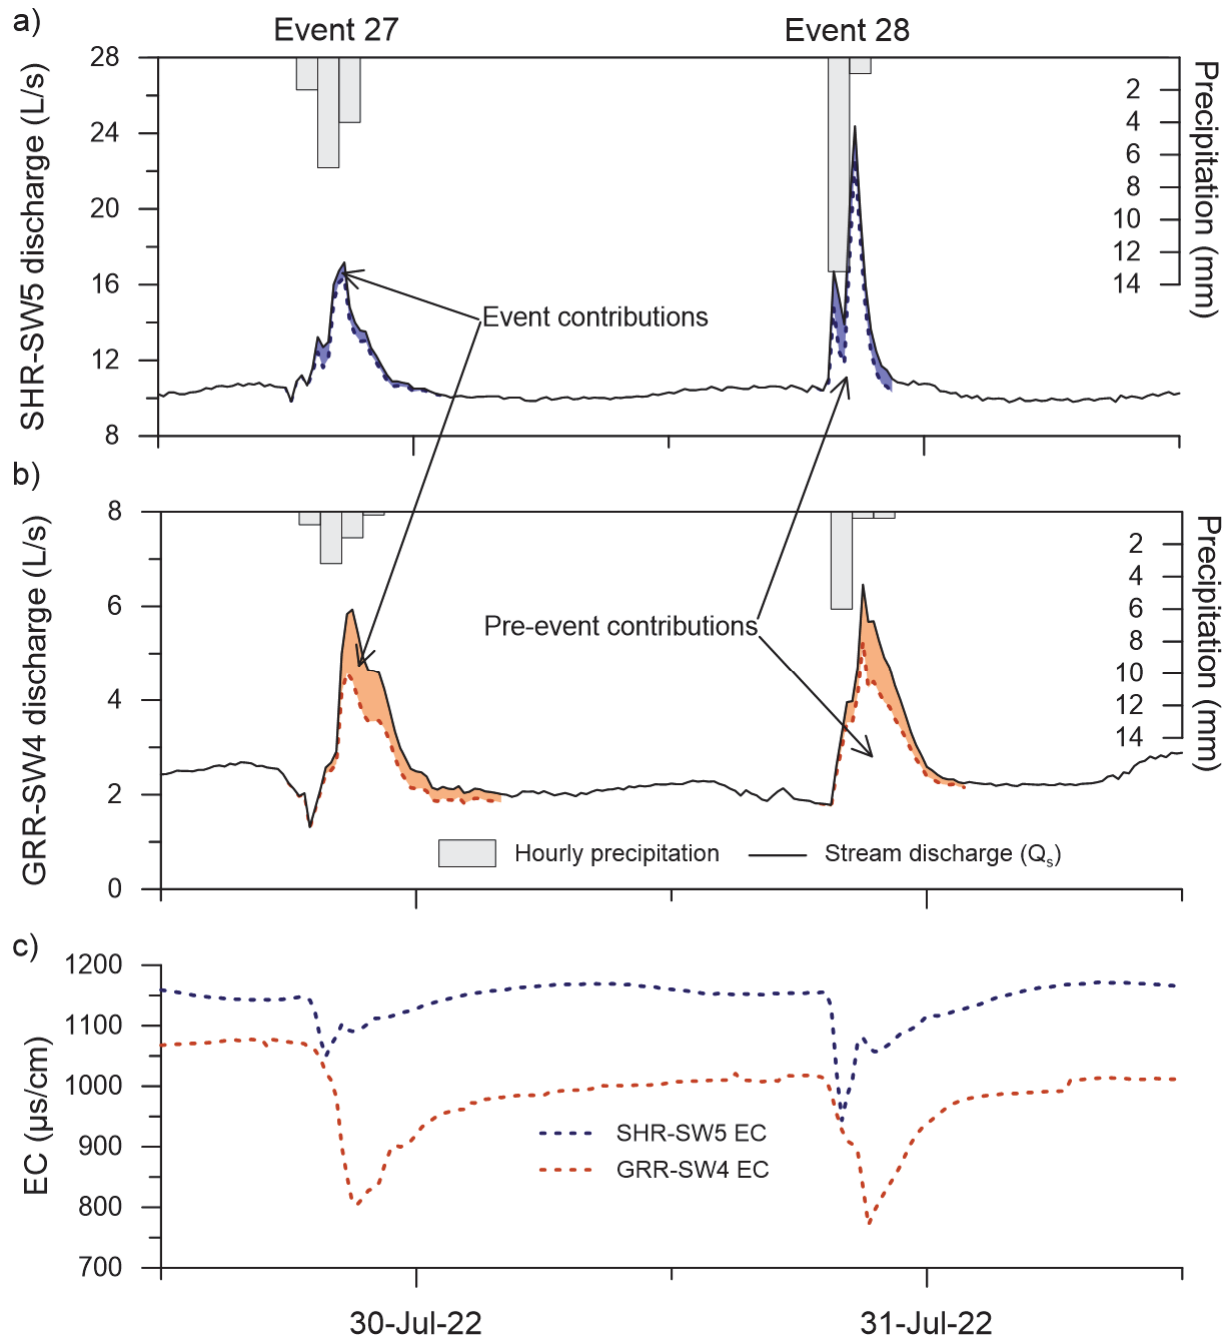 a)
Event 27
Event 28
SHR-SW5 discharge (L/s)
28
24
20
16
12
8
Precipitation (mm)
2
4
6
8
10
12
14
Event contributions
b)
GRR-SW4 discharge (L/s)
8
6
4
2
0
Precipitation (mm)
2
4
6
8
10
12
14
Pre-event contributions
Hourly precipitation
Stream discharge (Qs)
c)
EC (µs/cm)
1200
1100
1000
900
800
700
SHR-SW5 EC
GRR-SW4 EC
30-Jul-22
31-Jul-22